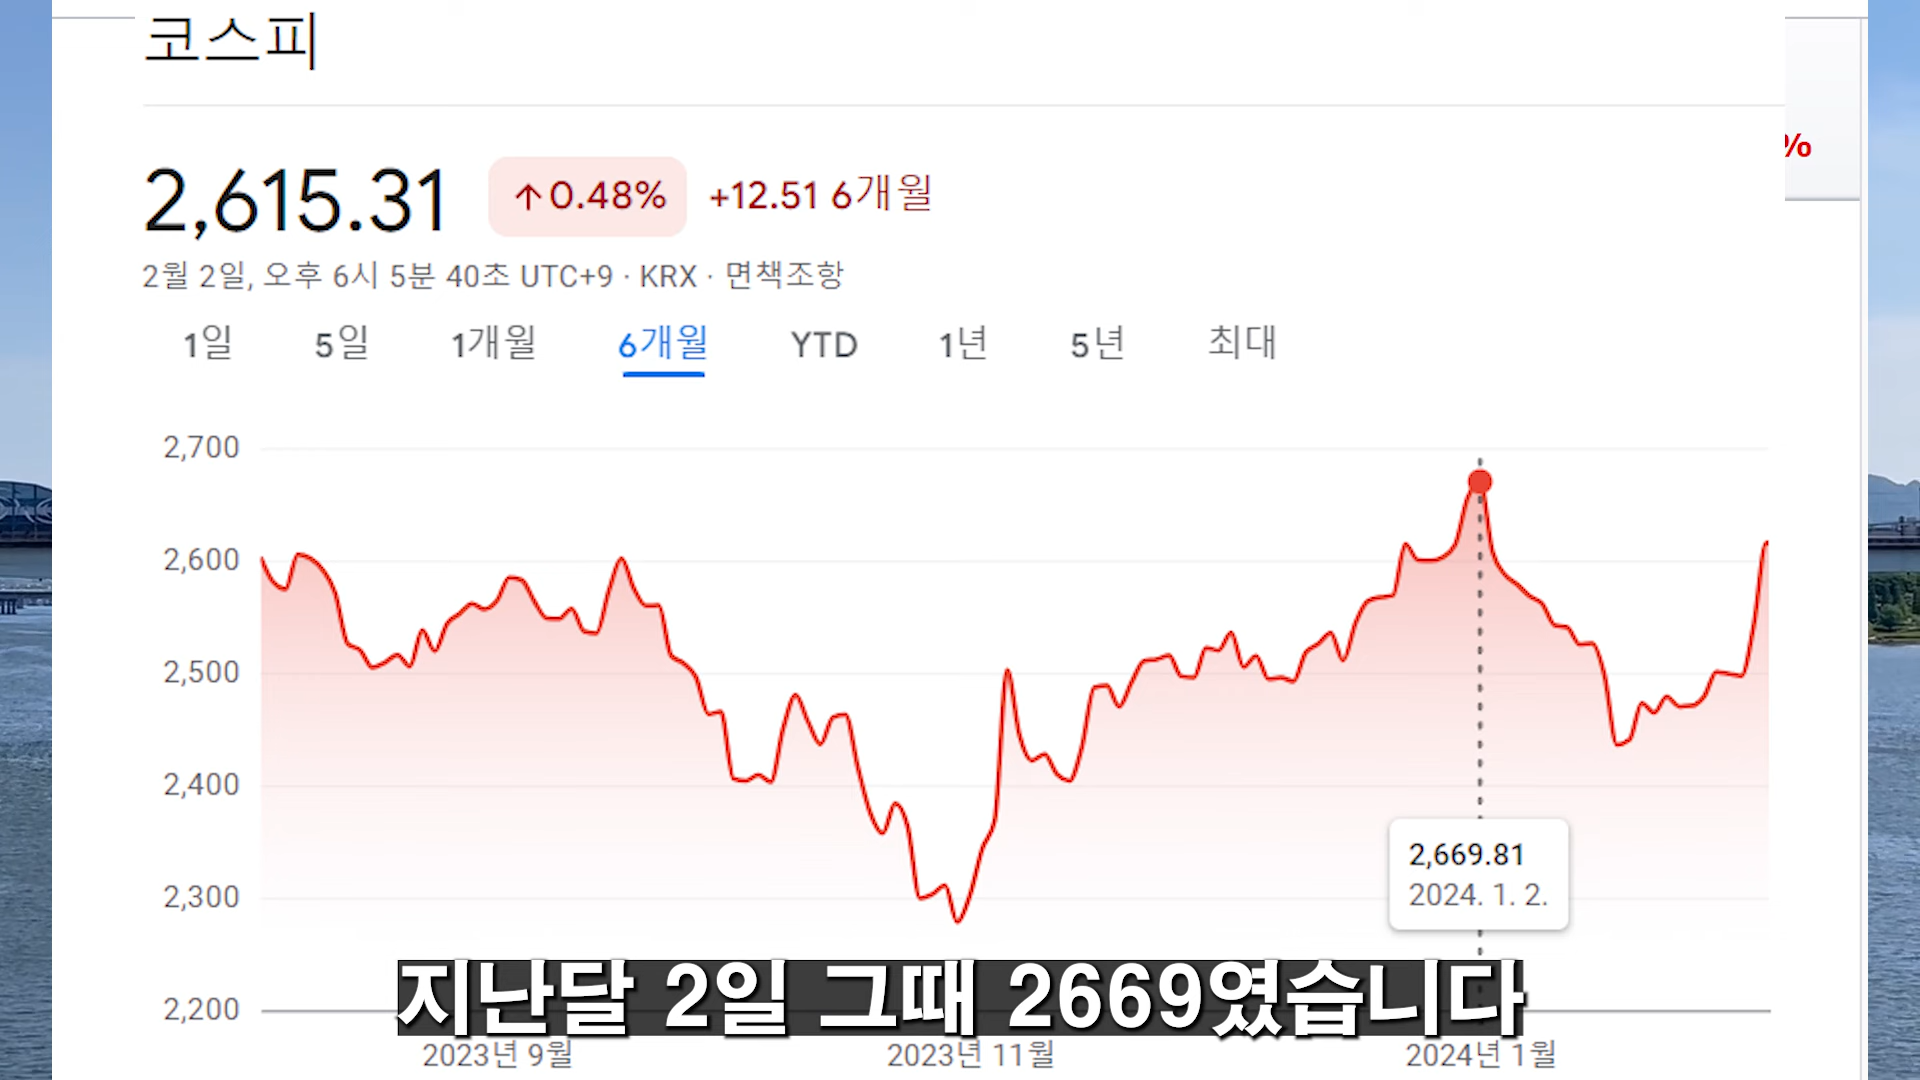 코스피
%
2,615.31 ↑0.48% +12.51 6개월
2월 2일, 오후 6시 5분 40초 UTC+9 · KRX · 면책조항
1일 5일 1개월 6개월 YTD 1년 5년 최대
2,700
2,600
2,500
2,400
2,300
2,200
2,669.81
2024. 1. 2.
지난달 2일 그때 2669였습니다
2023년 9월 2023년 11월 2024년 1월